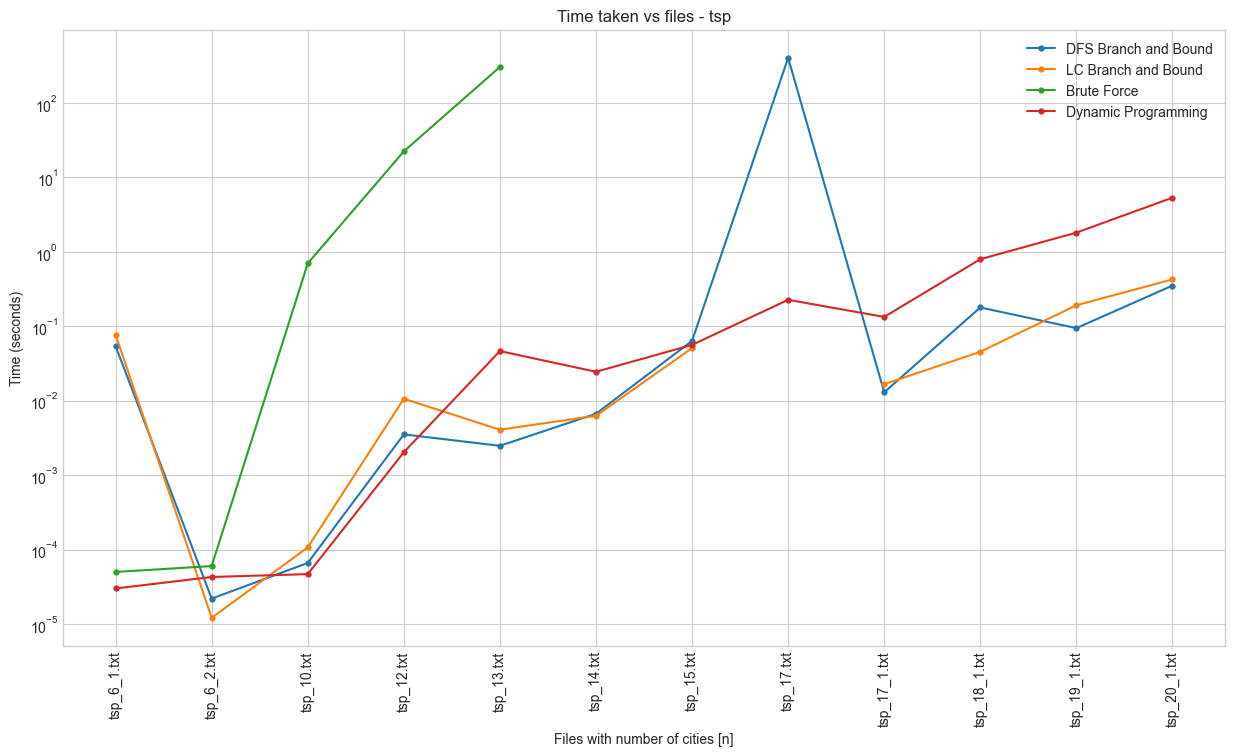 Time taken vs files - tsp
DFS Branch and Bound
LC Branch and Bound
Brute Force
Dynamic Programming
Time (seconds)
10²
10¹
10⁰
10⁻¹
10⁻²
10⁻³
10⁻⁴
10⁻⁵
tsp_6_1.txt
tsp_6_2.txt
tsp_10.txt
tsp_12.txt
tsp_13.txt
tsp_14.txt
tsp_15.txt
tsp_17.txt
tsp_17_1.txt
tsp_18_1.txt
tsp_19_1.txt
tsp_20_1.txt
Files with number of cities [n]